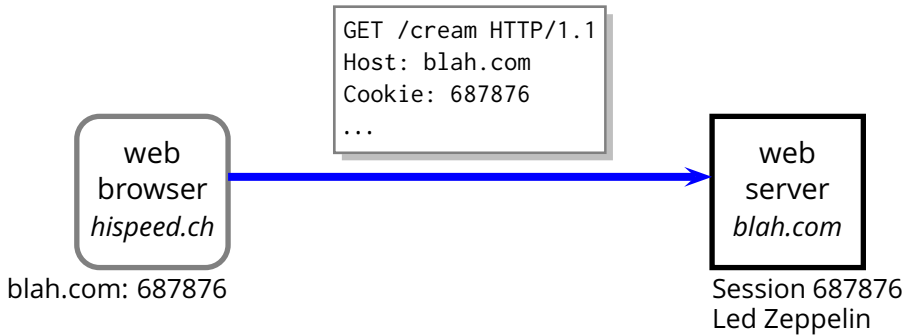 GET /cream HTTP/1.1
Host: blah.com
Cookie: 687876
...
web
browser
hispeed.ch
blah.com: 687876
web
server
blah.com
Session 687876
Led Zeppelin